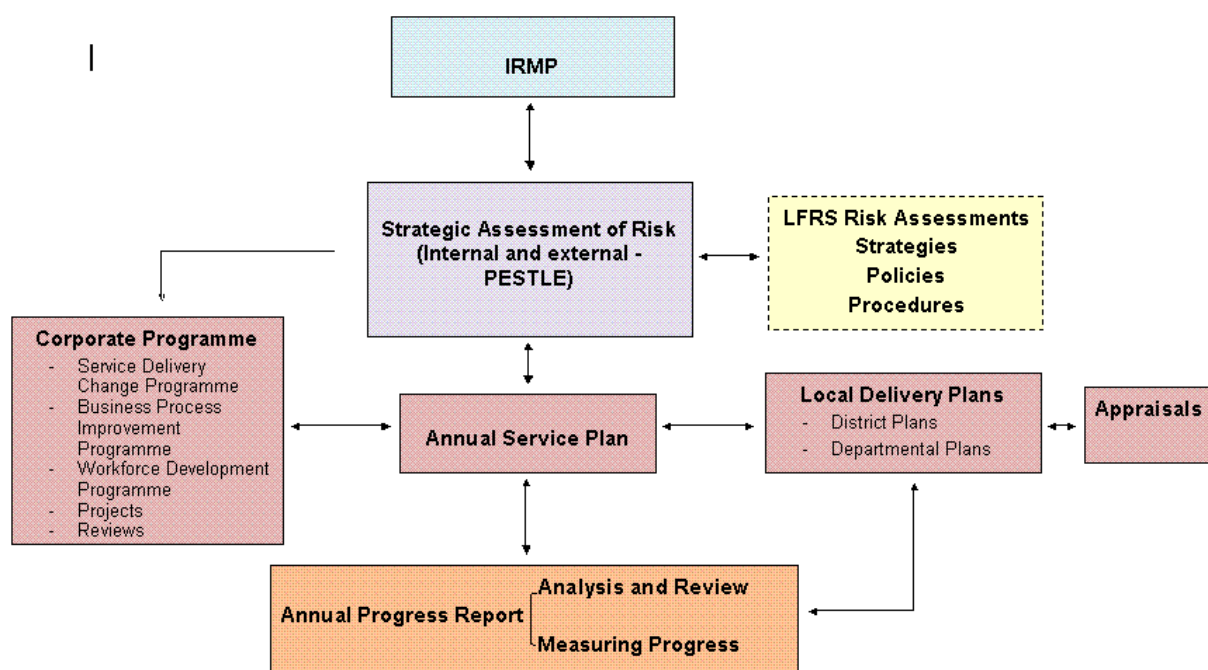 IRMP
Strategic Assessment of Risk
(Internal and external -
PESTLE)
LFRS Risk Assessments
Strategies
Policies
Procedures
Corporate Programme
- Service Delivery
Change Programme
- Business Process
Improvement
Programme
- Workforce Development
Programme
- Projects
- Reviews
Annual Service Plan
Local Delivery Plans
- District Plans
- Departmental Plans
Appraisals
Annual Progress Report
Analysis and Review
Measuring Progress